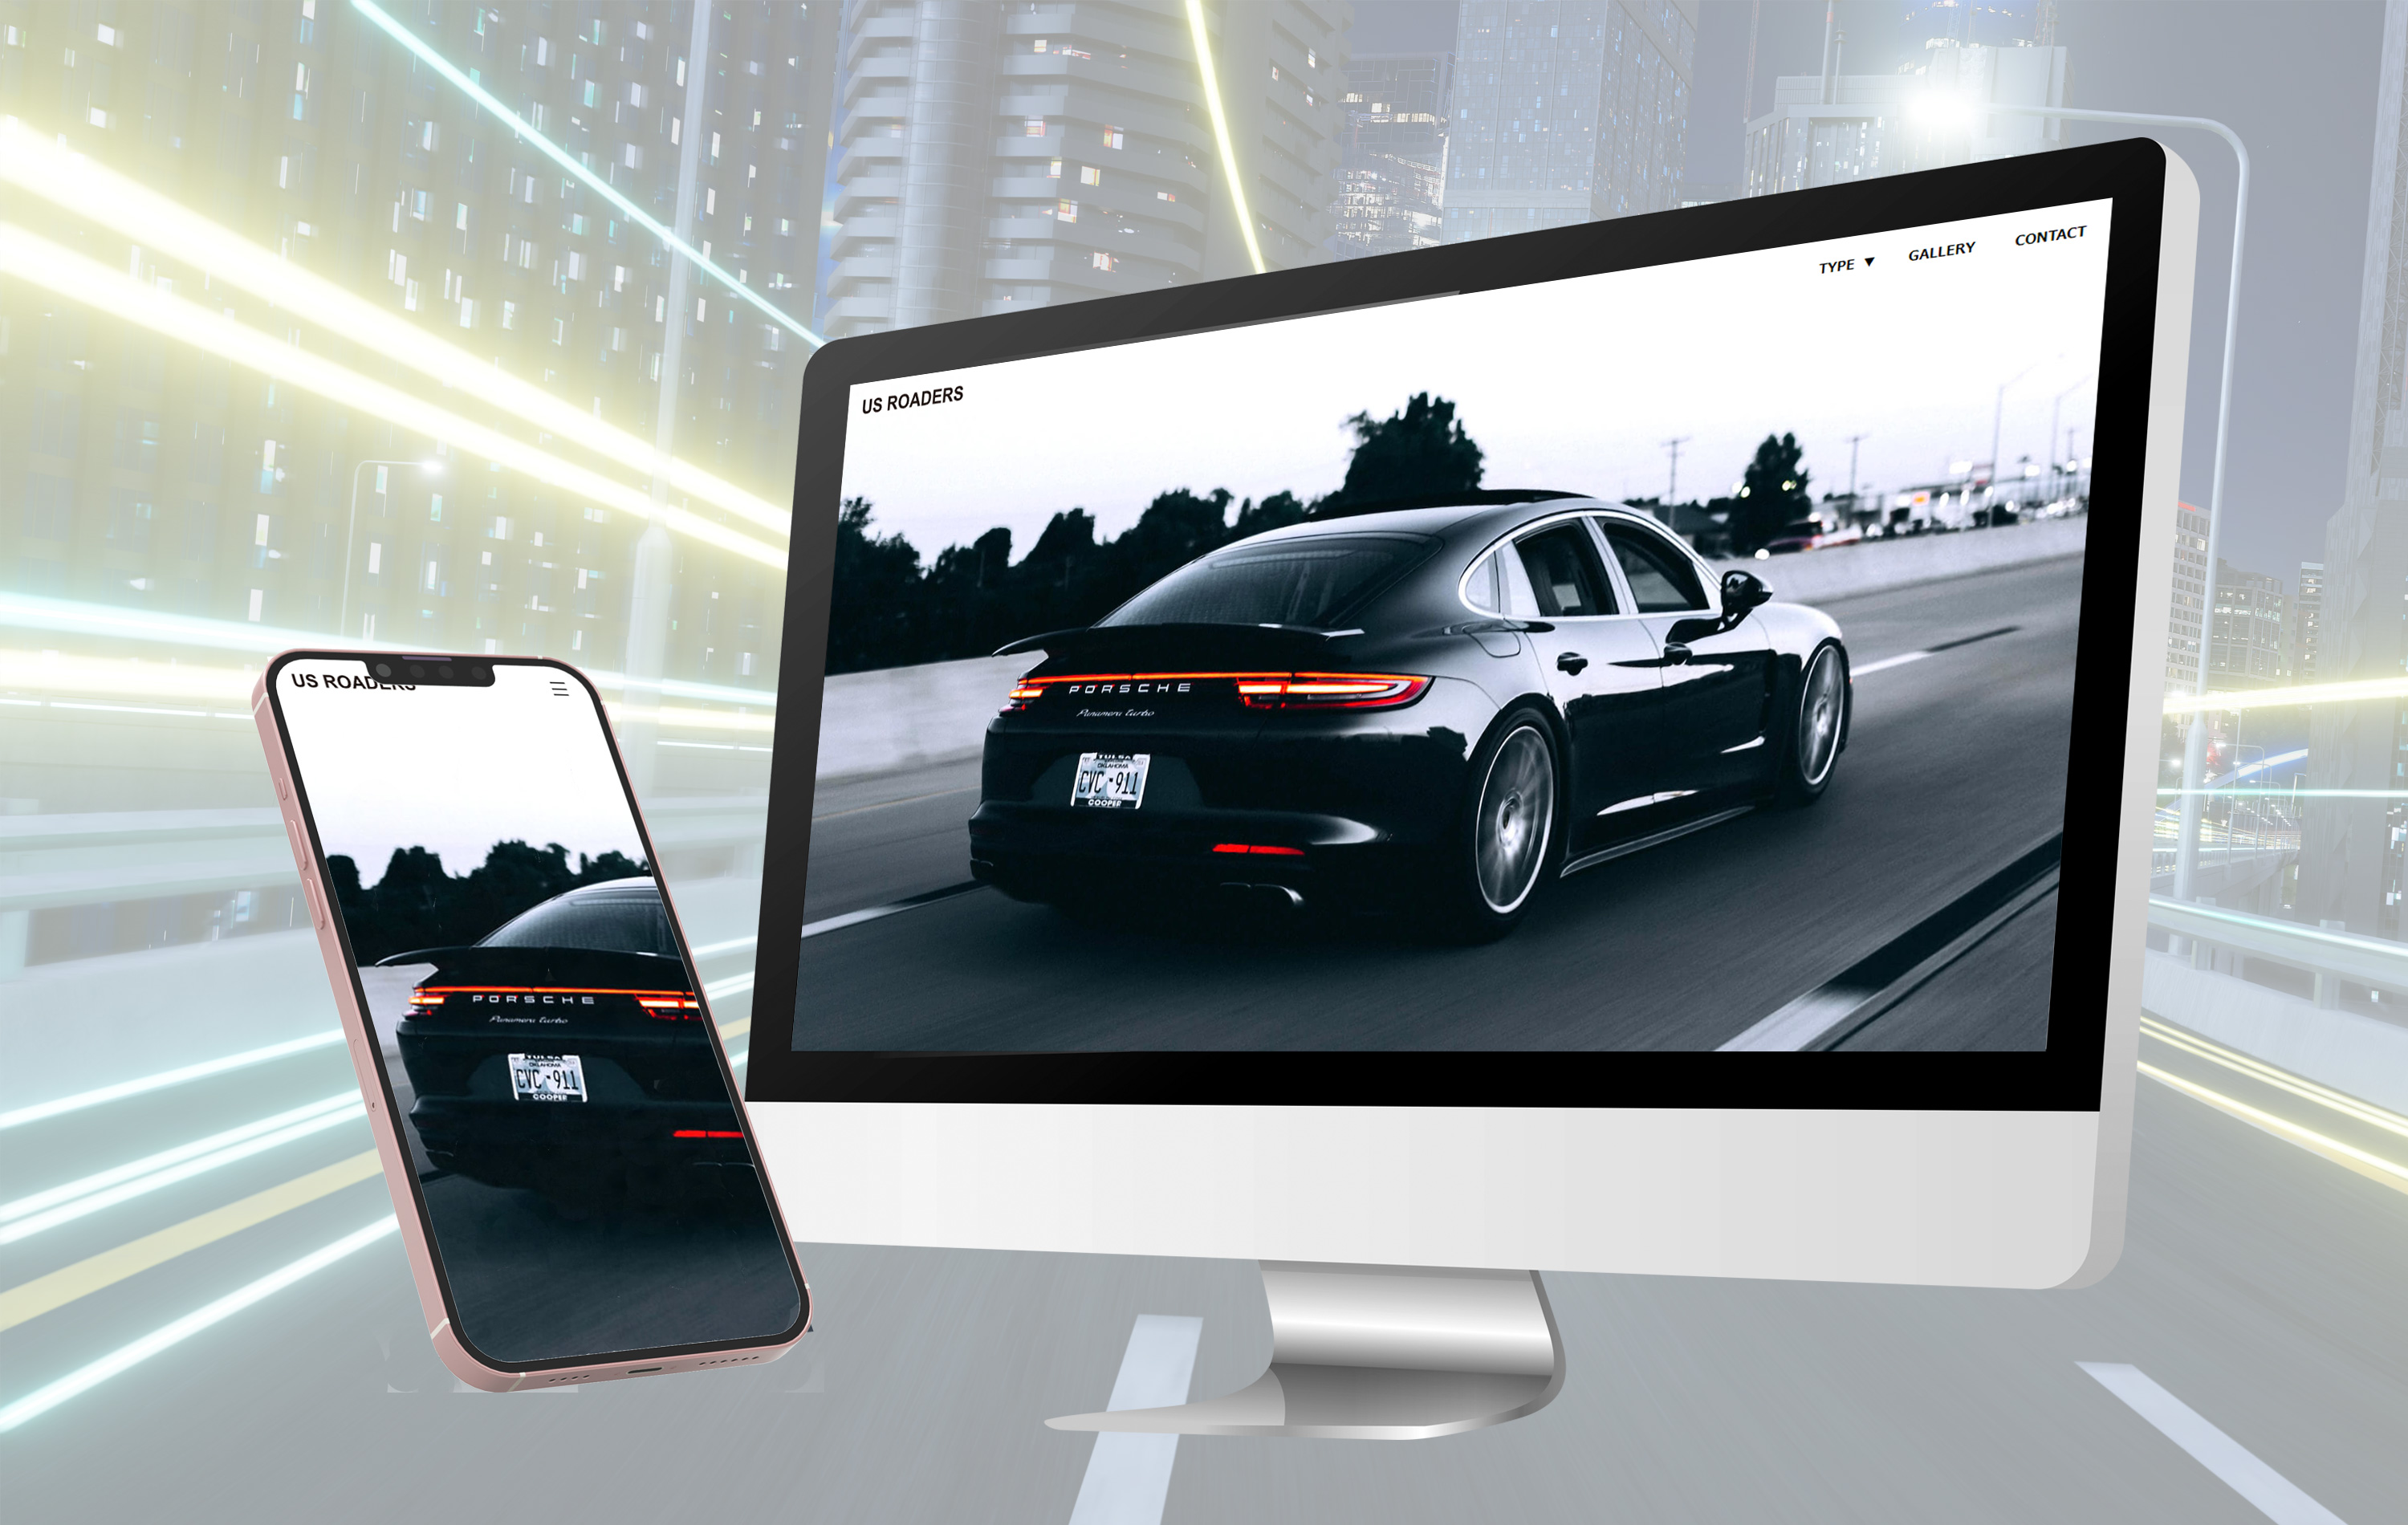 US ROADERS
TYPE ▼ GALLERY CONTACT
PORSCHE
Panamera turbo
TULSA
OKLAHOMA
CVC 911
COOPER
US ROADERS
PORSCHE
Panamera turbo
TULSA
OKLAHOMA
CVC 911
COOPER